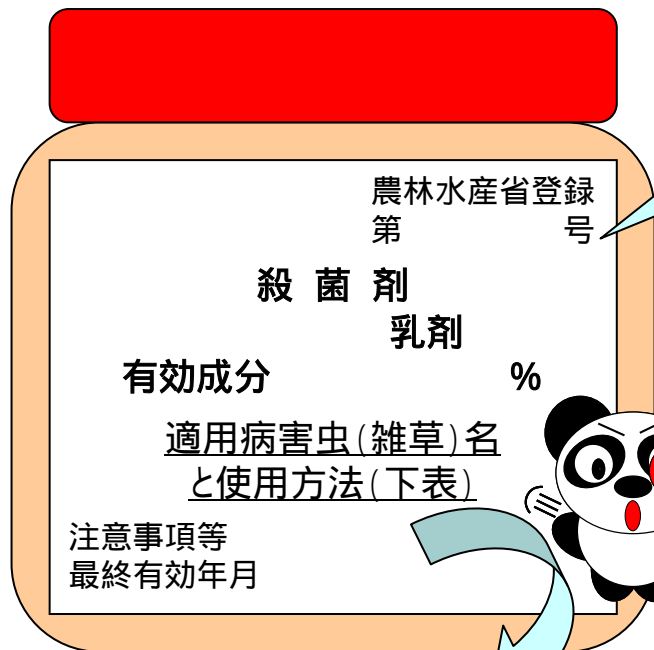 農林水産省登録
第 号
殺 菌 剤
乳剤
有効成分 %
適用病害虫(雑草)名
と使用方法(下表)
注意事項等
最終有効年月